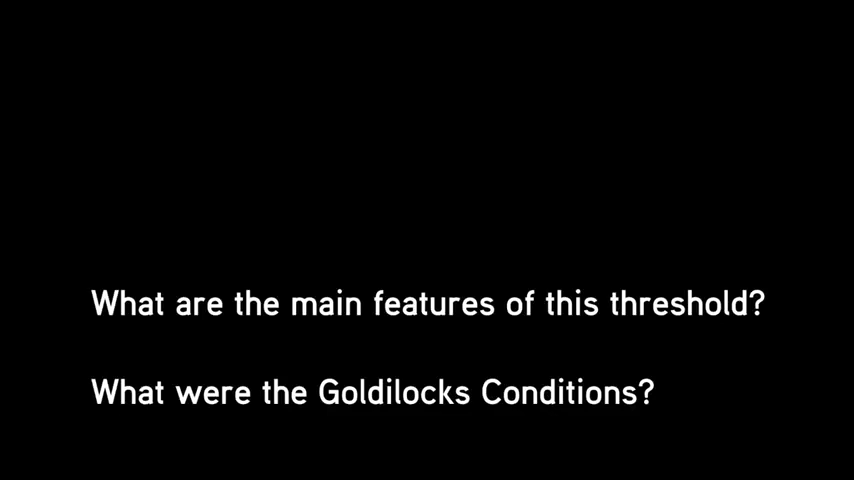 What are the main features of this threshold?
What were the Goldilocks Conditions?